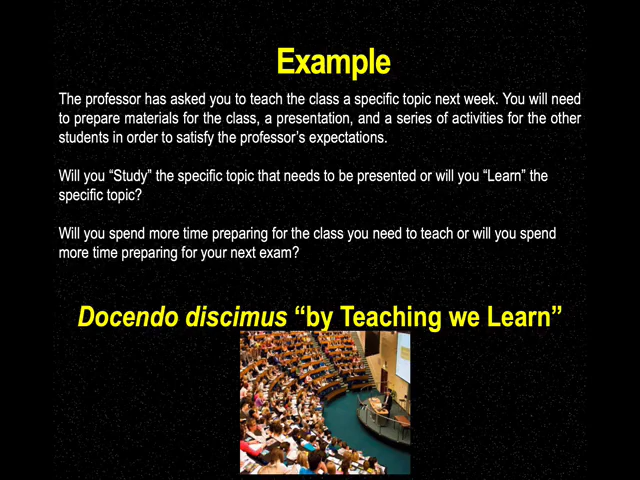 Example
The professor has asked you to teach the class a specific topic next week. You will need
to prepare materials for the class, a presentation, and a series of activities for the other
students in order to satisfy the professor’s expectations.
Will you “Study” the specific topic that needs to be presented or will you “Learn” the
specific topic?
Will you spend more time preparing for the class you need to teach or will you spend
more time preparing for your next exam?
Docendo discimus “by Teaching we Learn”